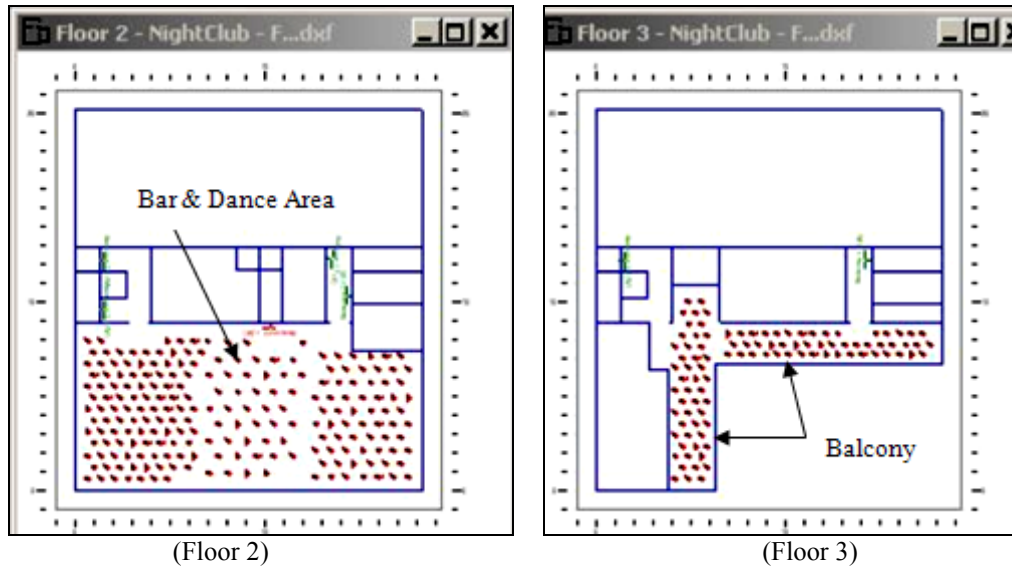 Floor 2 - NightClub - F...dxf
Bar & Dance Area
(Floor 2)
Floor 3 - NightClub - F...dxf
Balcony
(Floor 3)